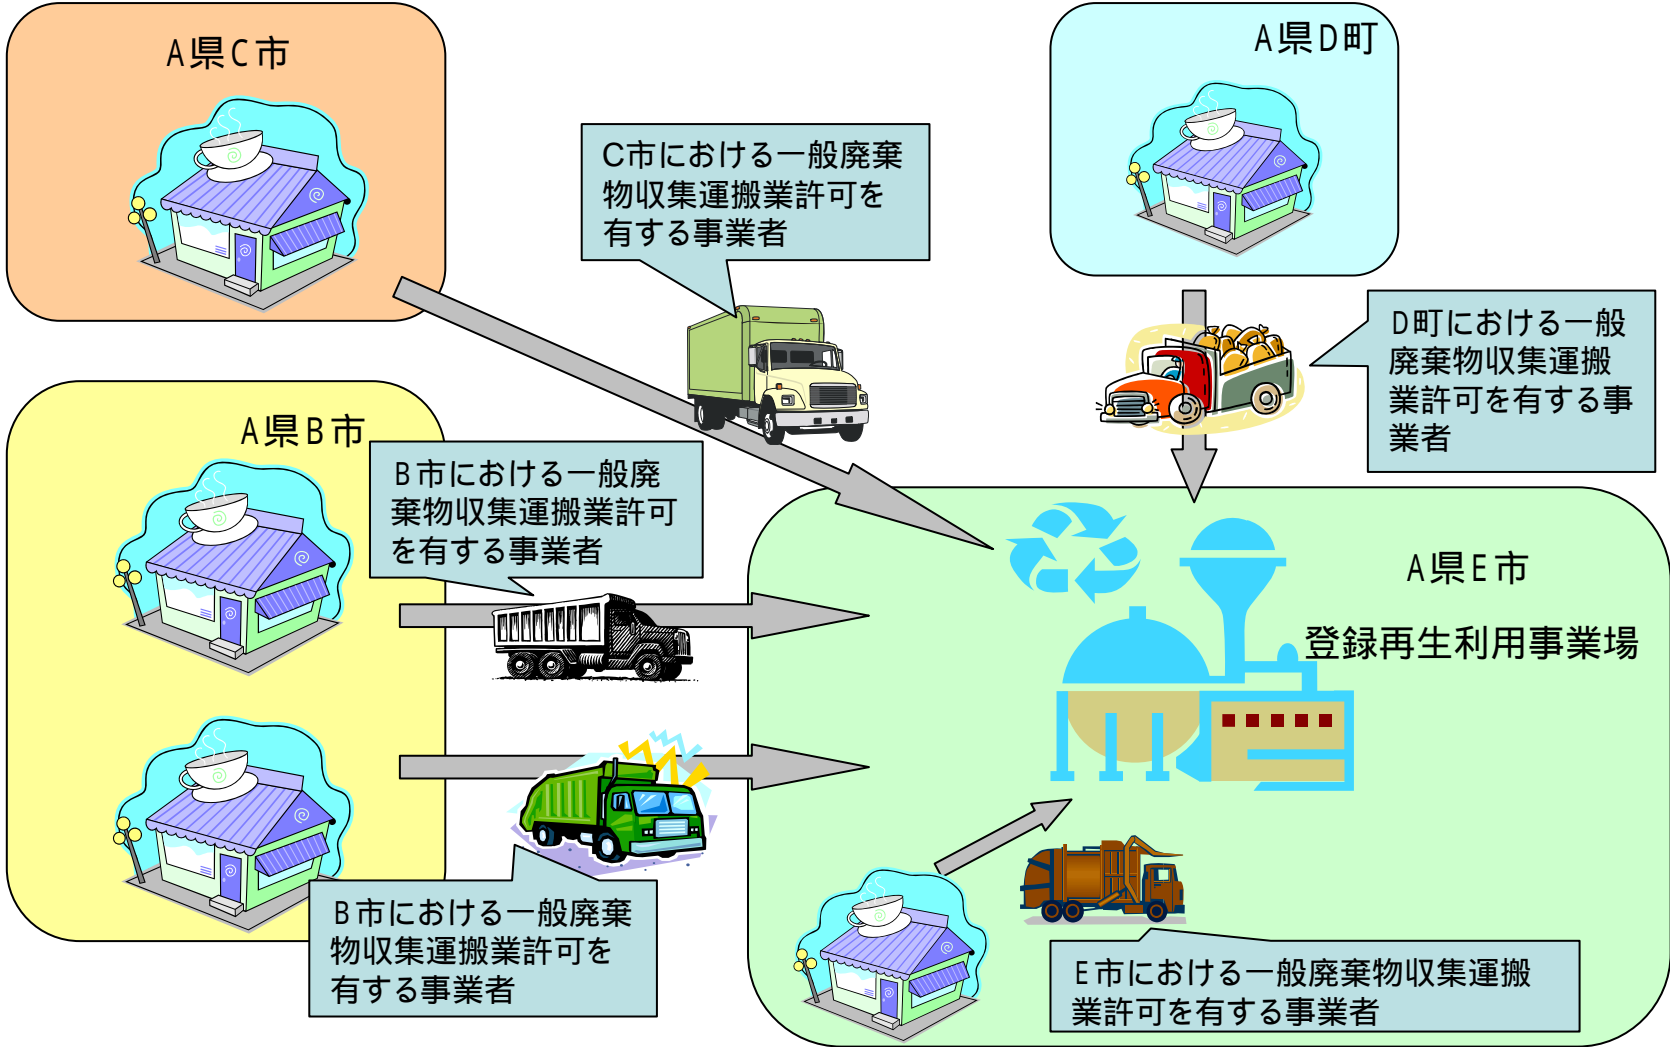 A県C市
A県D町
C市における一般廃棄
物収集運搬業許可を
有する事業者
D町における一般
廃棄物収集運搬
業許可を有する事
業者
A県B市
B市における一般廃
棄物収集運搬業許可
を有する事業者
A県E市
登録再生利用事業場
B市における一般廃棄
物収集運搬業許可を
有する事業者
E市における一般廃棄物収集運搬
業許可を有する事業者